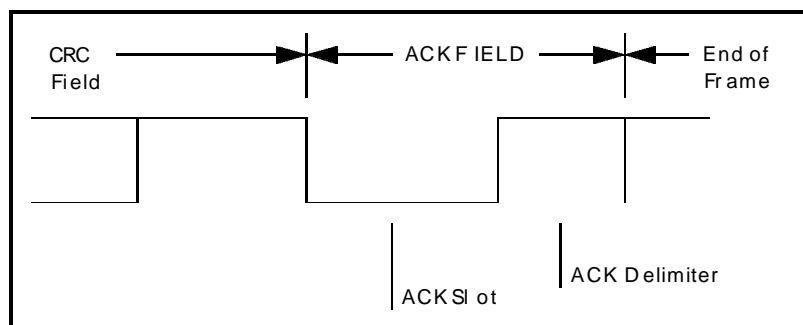 CRC
Field
ACK FIELD
End of
Frame
ACK Slot
ACK Delimiter